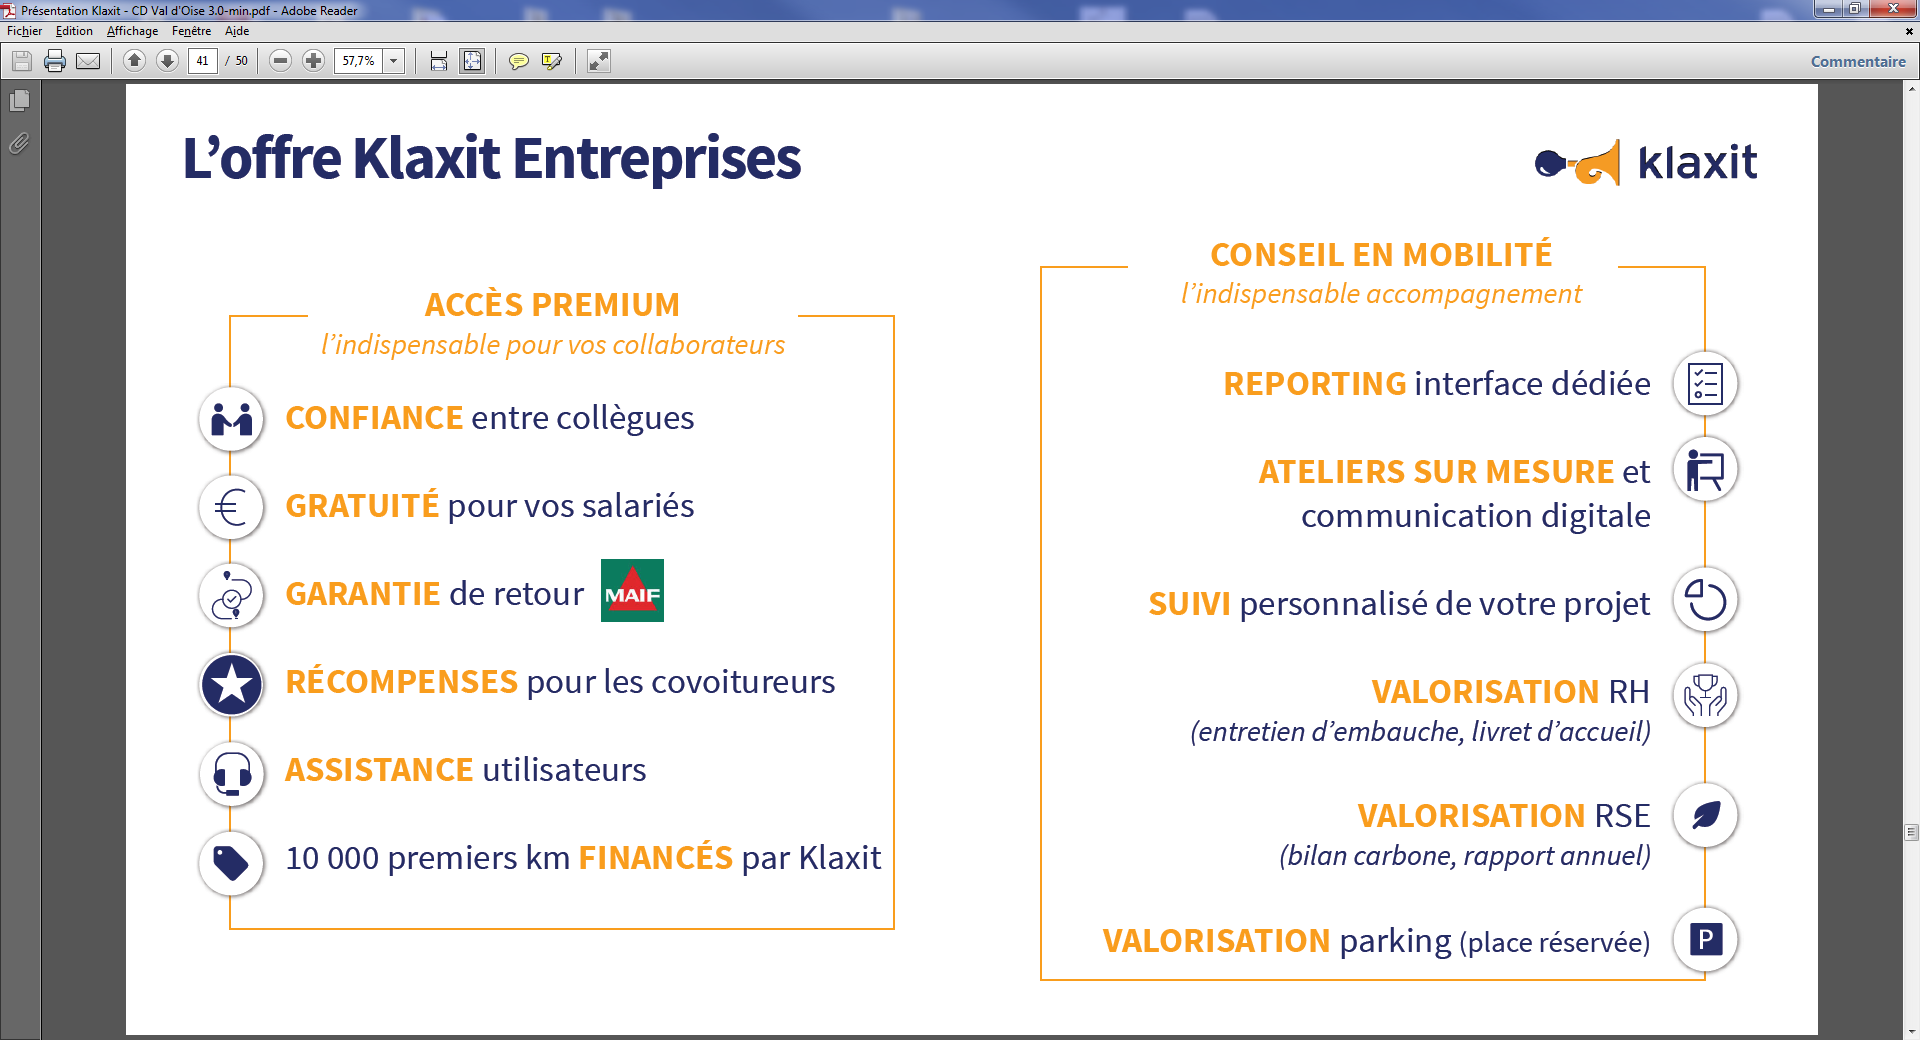 Présentation Klaxit - CD Val d'Oise 3.0-min.pdf - Adobe Reader
Fichier Edition Affichage Fenêtre Aide
41 / 50 57,7% Commentaire
L’offre Klaxit Entreprises
klaxit
ACCÈS PREMIUM
l’indispensable pour vos collaborateurs
CONFIANCE entre collègues
GRATUITÉ pour vos salariés
GARANTIE de retour MAIF
RÉCOMPENSES pour les covoitureurs
ASSISTANCE utilisateurs
10 000 premiers km FINANCÉS par Klaxit
CONSEIL EN MOBILITÉ
l’indispensable accompagnement
REPORTING interface dédiée
ATELIERS SUR MESURE et
communication digitale
SUIVI personnalisé de votre projet
VALORISATION RH
(entretien d’embauche, livret d’accueil)
VALORISATION RSE
(bilan carbone, rapport annuel)
VALORISATION parking (place réservée)
P